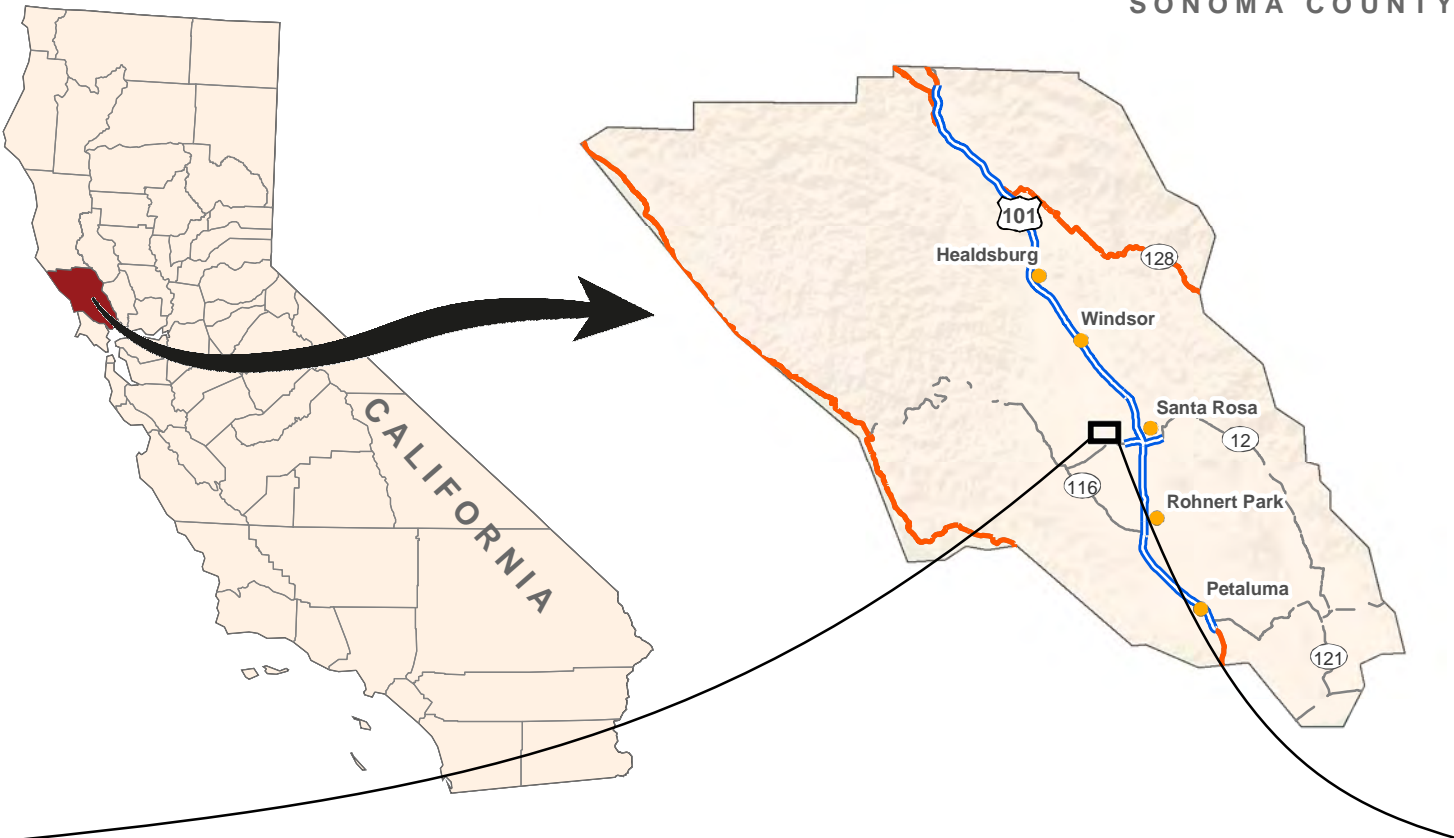 SONOMA COUNTY
101
Healdsburg
128
Windsor
Santa Rosa
12
116
Rohnert Park
Petaluma
121
CALIFORNIA